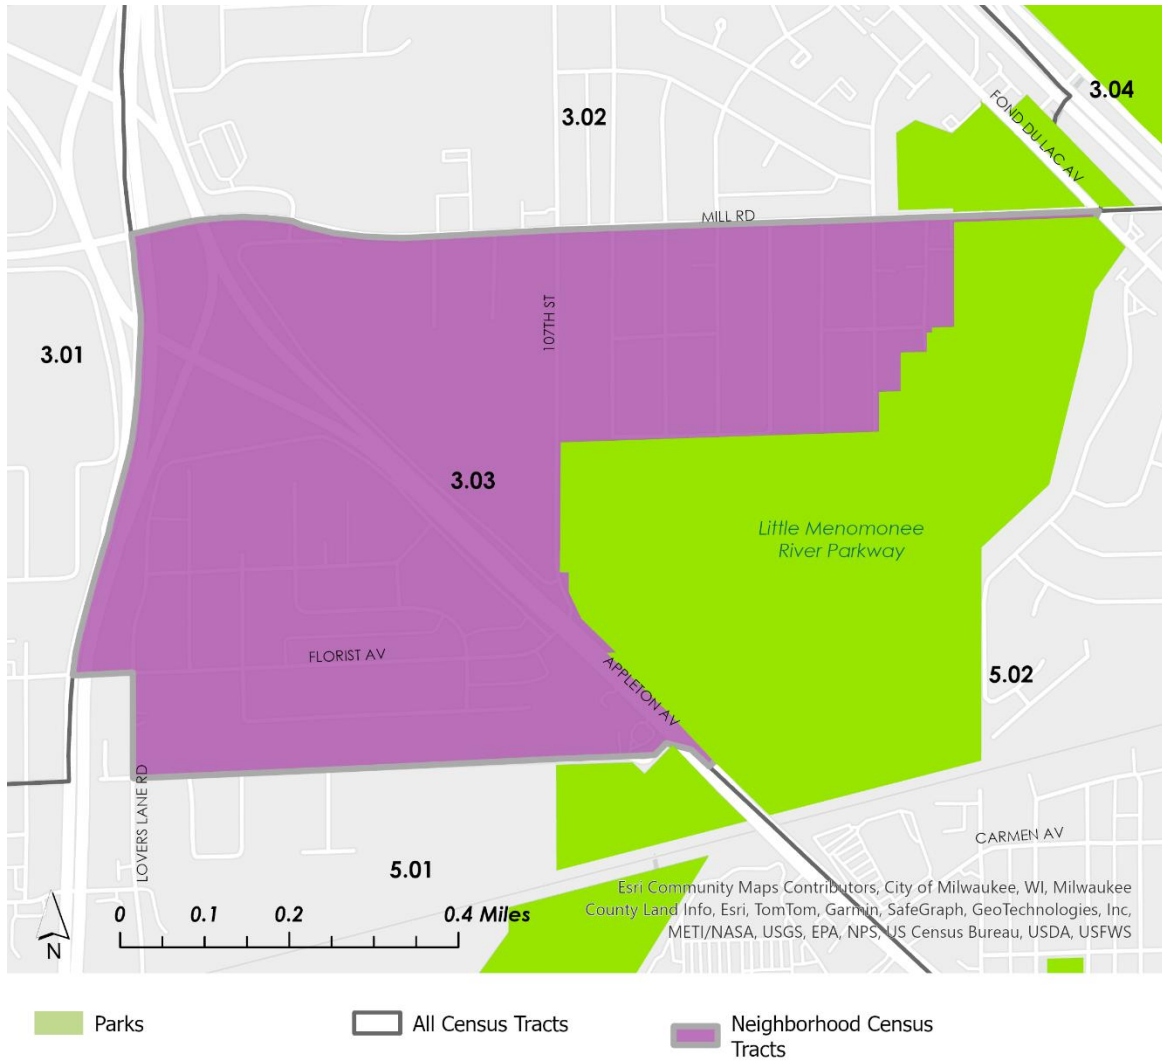 3.04
3.02
FOND DU LAC AV
MILL RD
107TH ST
3.01
3.03
Little Menomonee
River Parkway
FLORIST AV
APPLETON AV
5.02
LOVERS LANE RD
CARMEN AV
5.01
Esri Community Maps Contributors, City of Milwaukee, WI, Milwaukee
County Land Info, Esri, TomTom, Garmin, SafeGraph, GeoTechnologies, Inc,
METI/NASA, USGS, EPA, NPS, US Census Bureau, USDA, USFWS
0 0.1 0.2 0.4 Miles
N
Parks
All Census Tracts
Neighborhood Census
Tracts